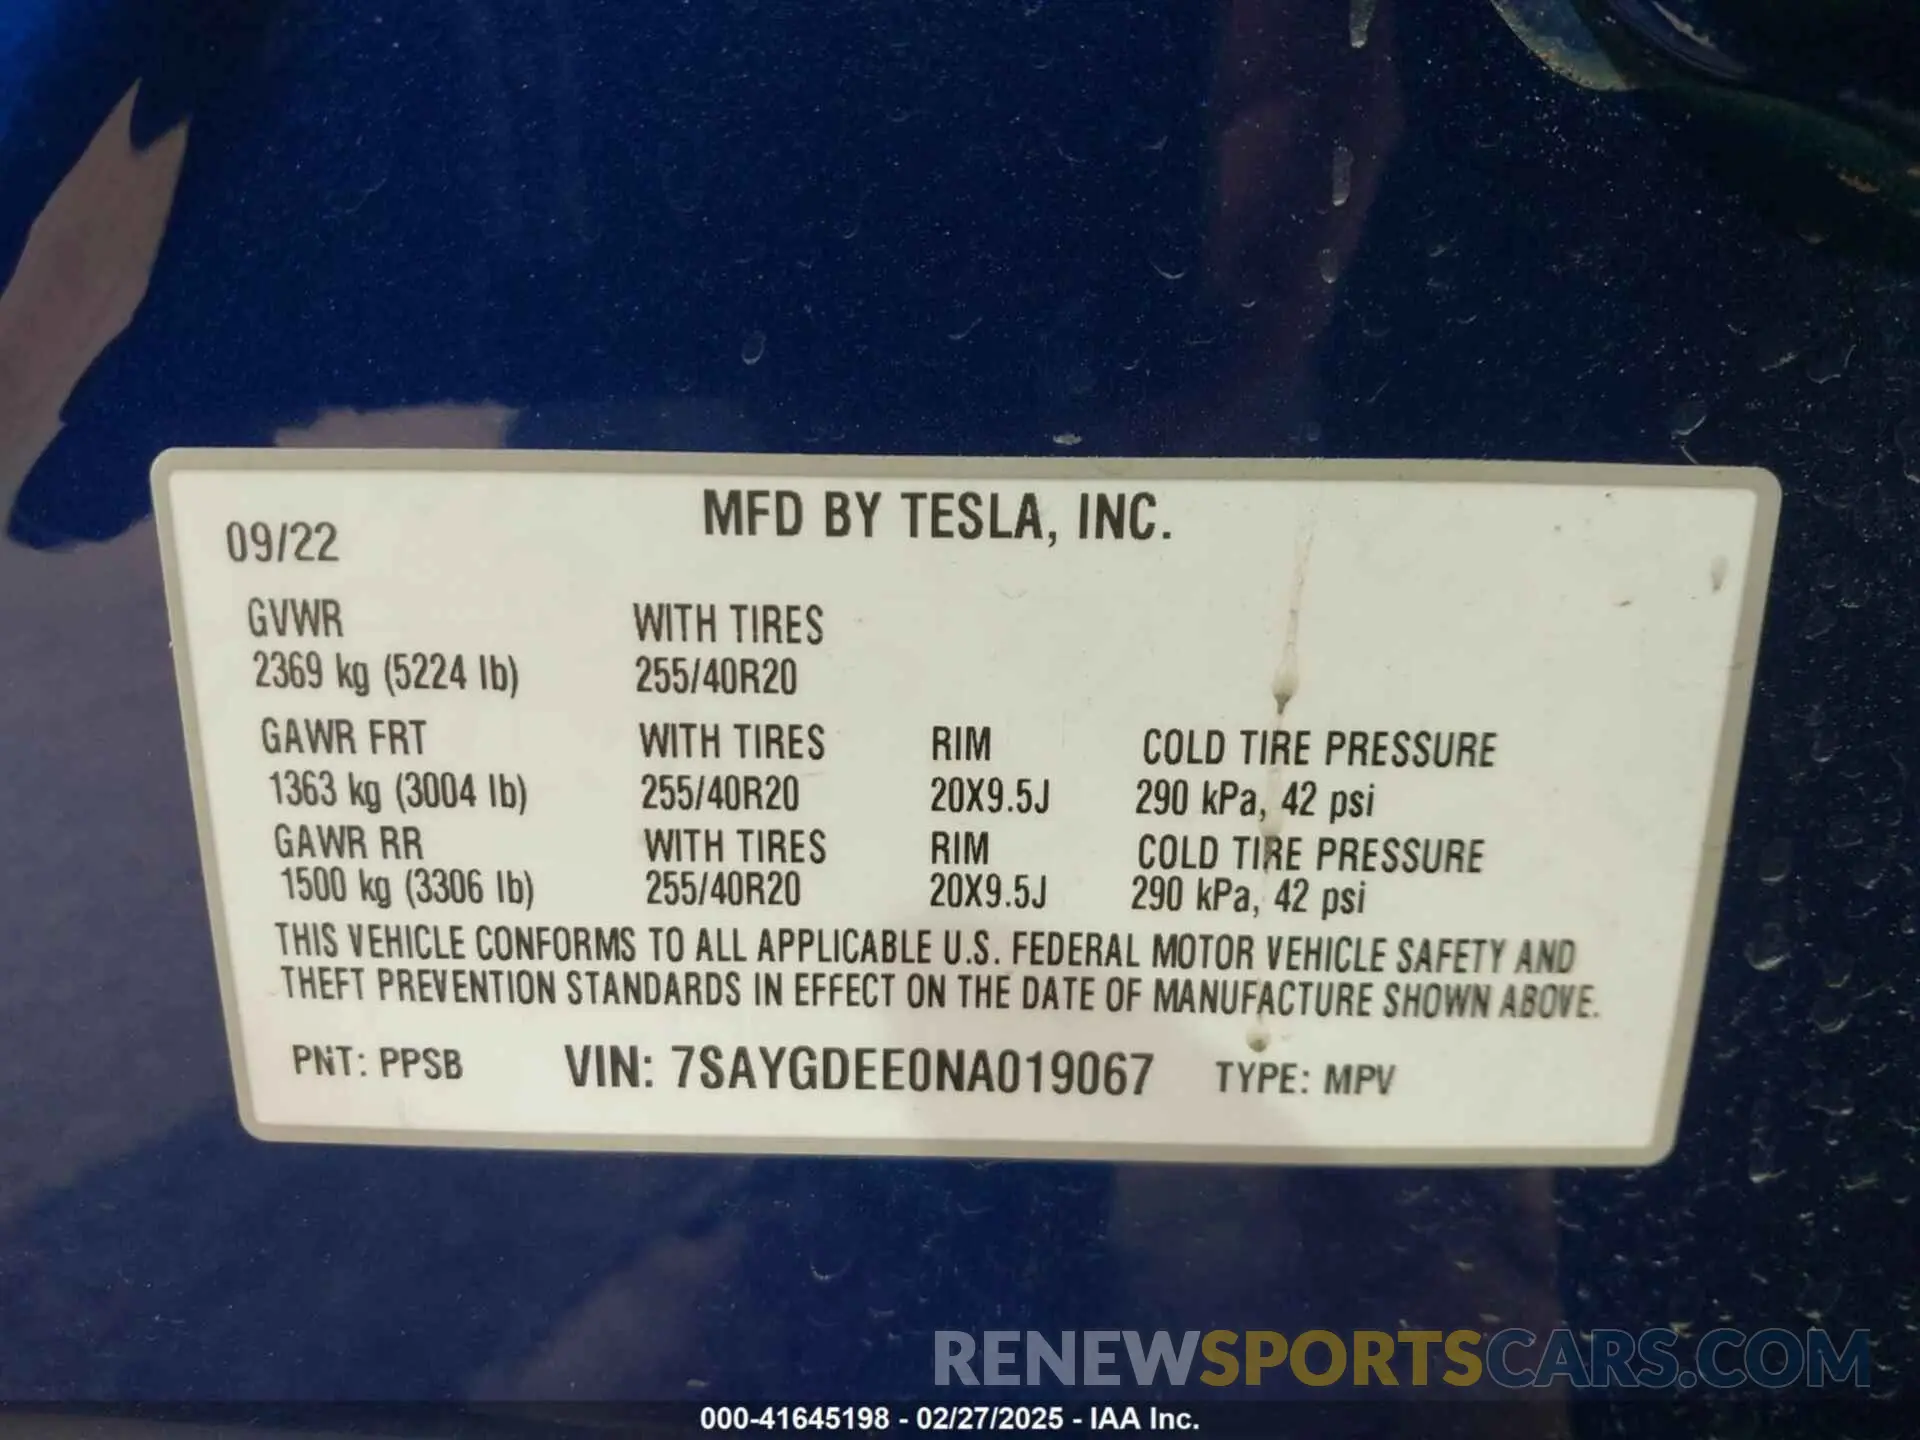 MFD BY TESLA, INC.
09/22
GVWR WITH TIRES
2369 kg (5224 lb) 255/40R20
GAWR FRT WITH TIRES RIM COLD TIRE PRESSURE
1363 kg (3004 lb) 255/40R20 20X9.5J 290 kPa, 42 psi
GAWR RR WITH TIRES RIM COLD TIRE PRESSURE
1500 kg (3306 lb) 255/40R20 20X9.5J 290 kPa, 42 psi
THIS VEHICLE CONFORMS TO ALL APPLICABLE U.S. FEDERAL MOTOR VEHICLE SAFETY AND
THEFT PREVENTION STANDARDS IN EFFECT ON THE DATE OF MANUFACTURE SHOWN ABOVE.
PNT: PPSB VIN: 7SAYGDEE0NA019067 TYPE: MPV
RENEWSPORTSCARS.COM
000-41645198 - 02/27/2025 - IAA Inc.